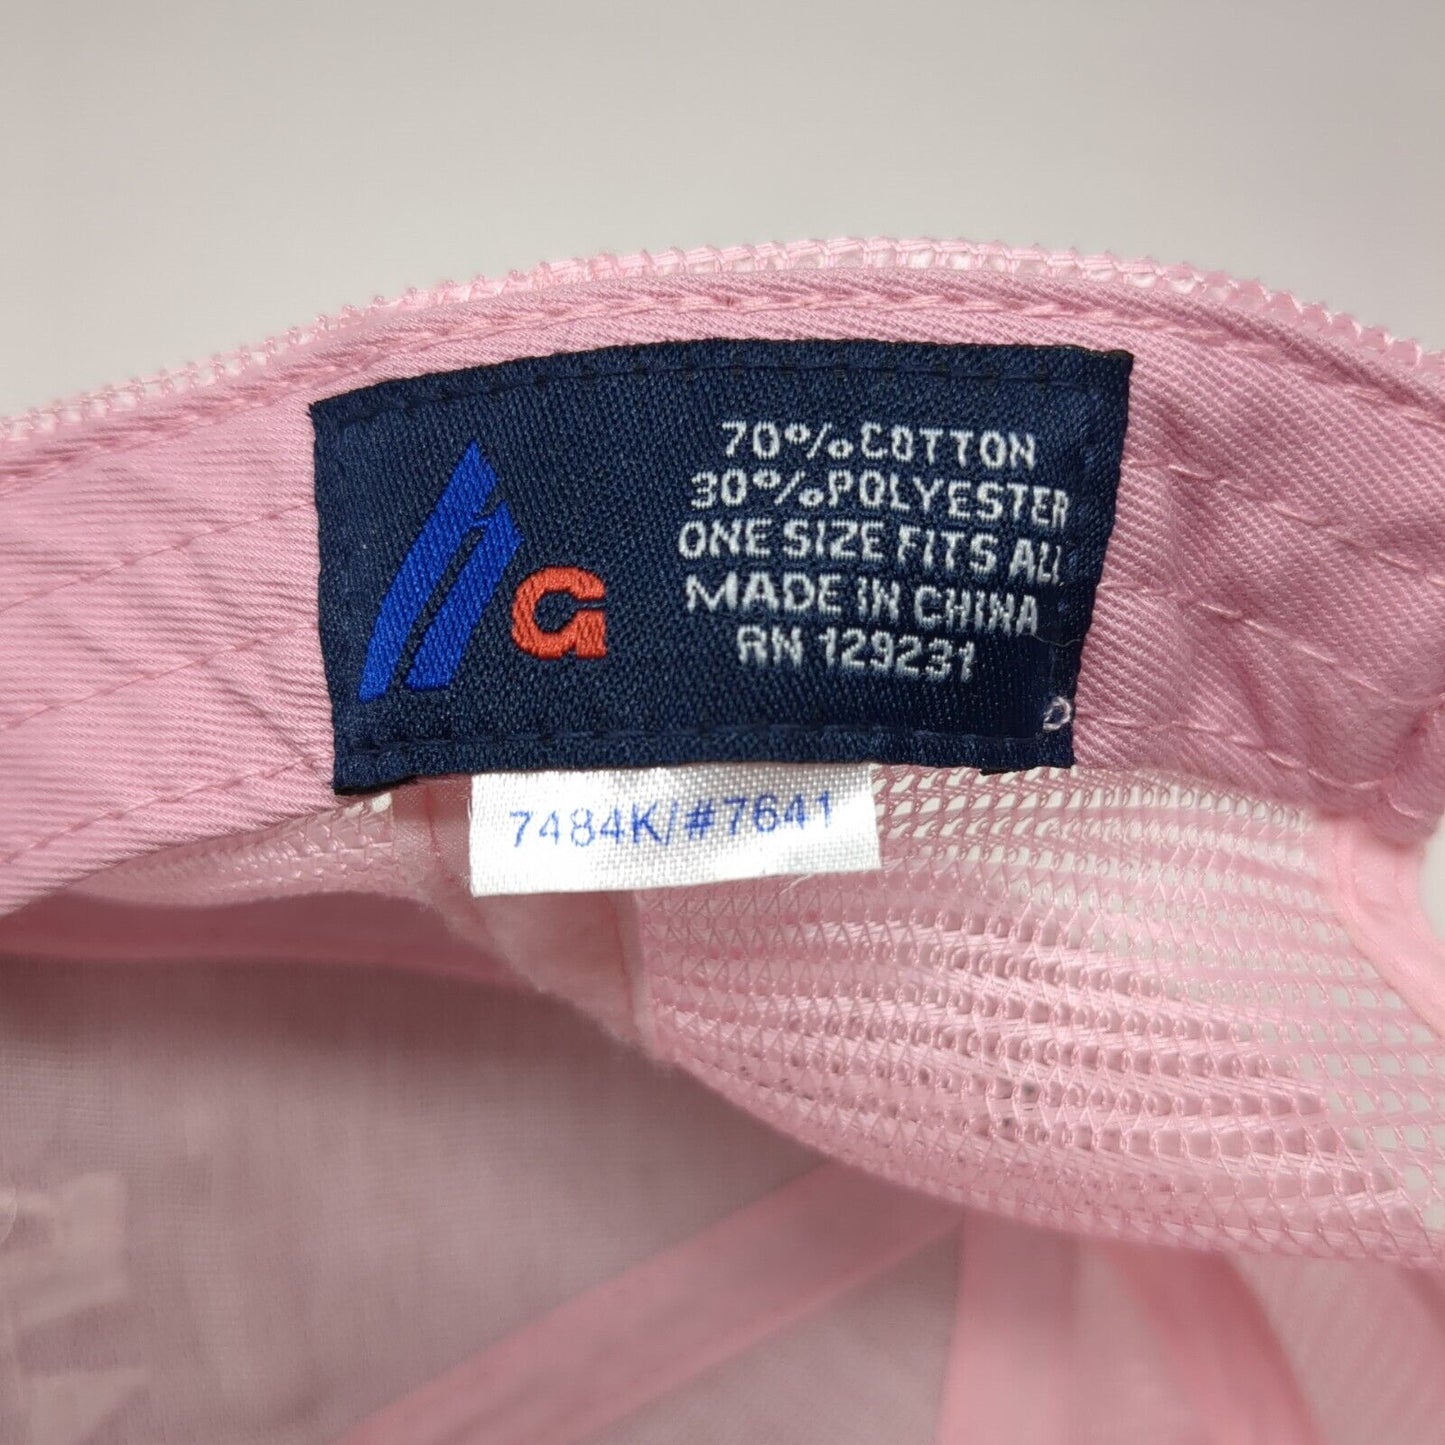 G
70% COTTON
30% POLYESTER
ONE SIZE FITS ALL
MADE IN CHINA
RN 129231
7484K/#7641